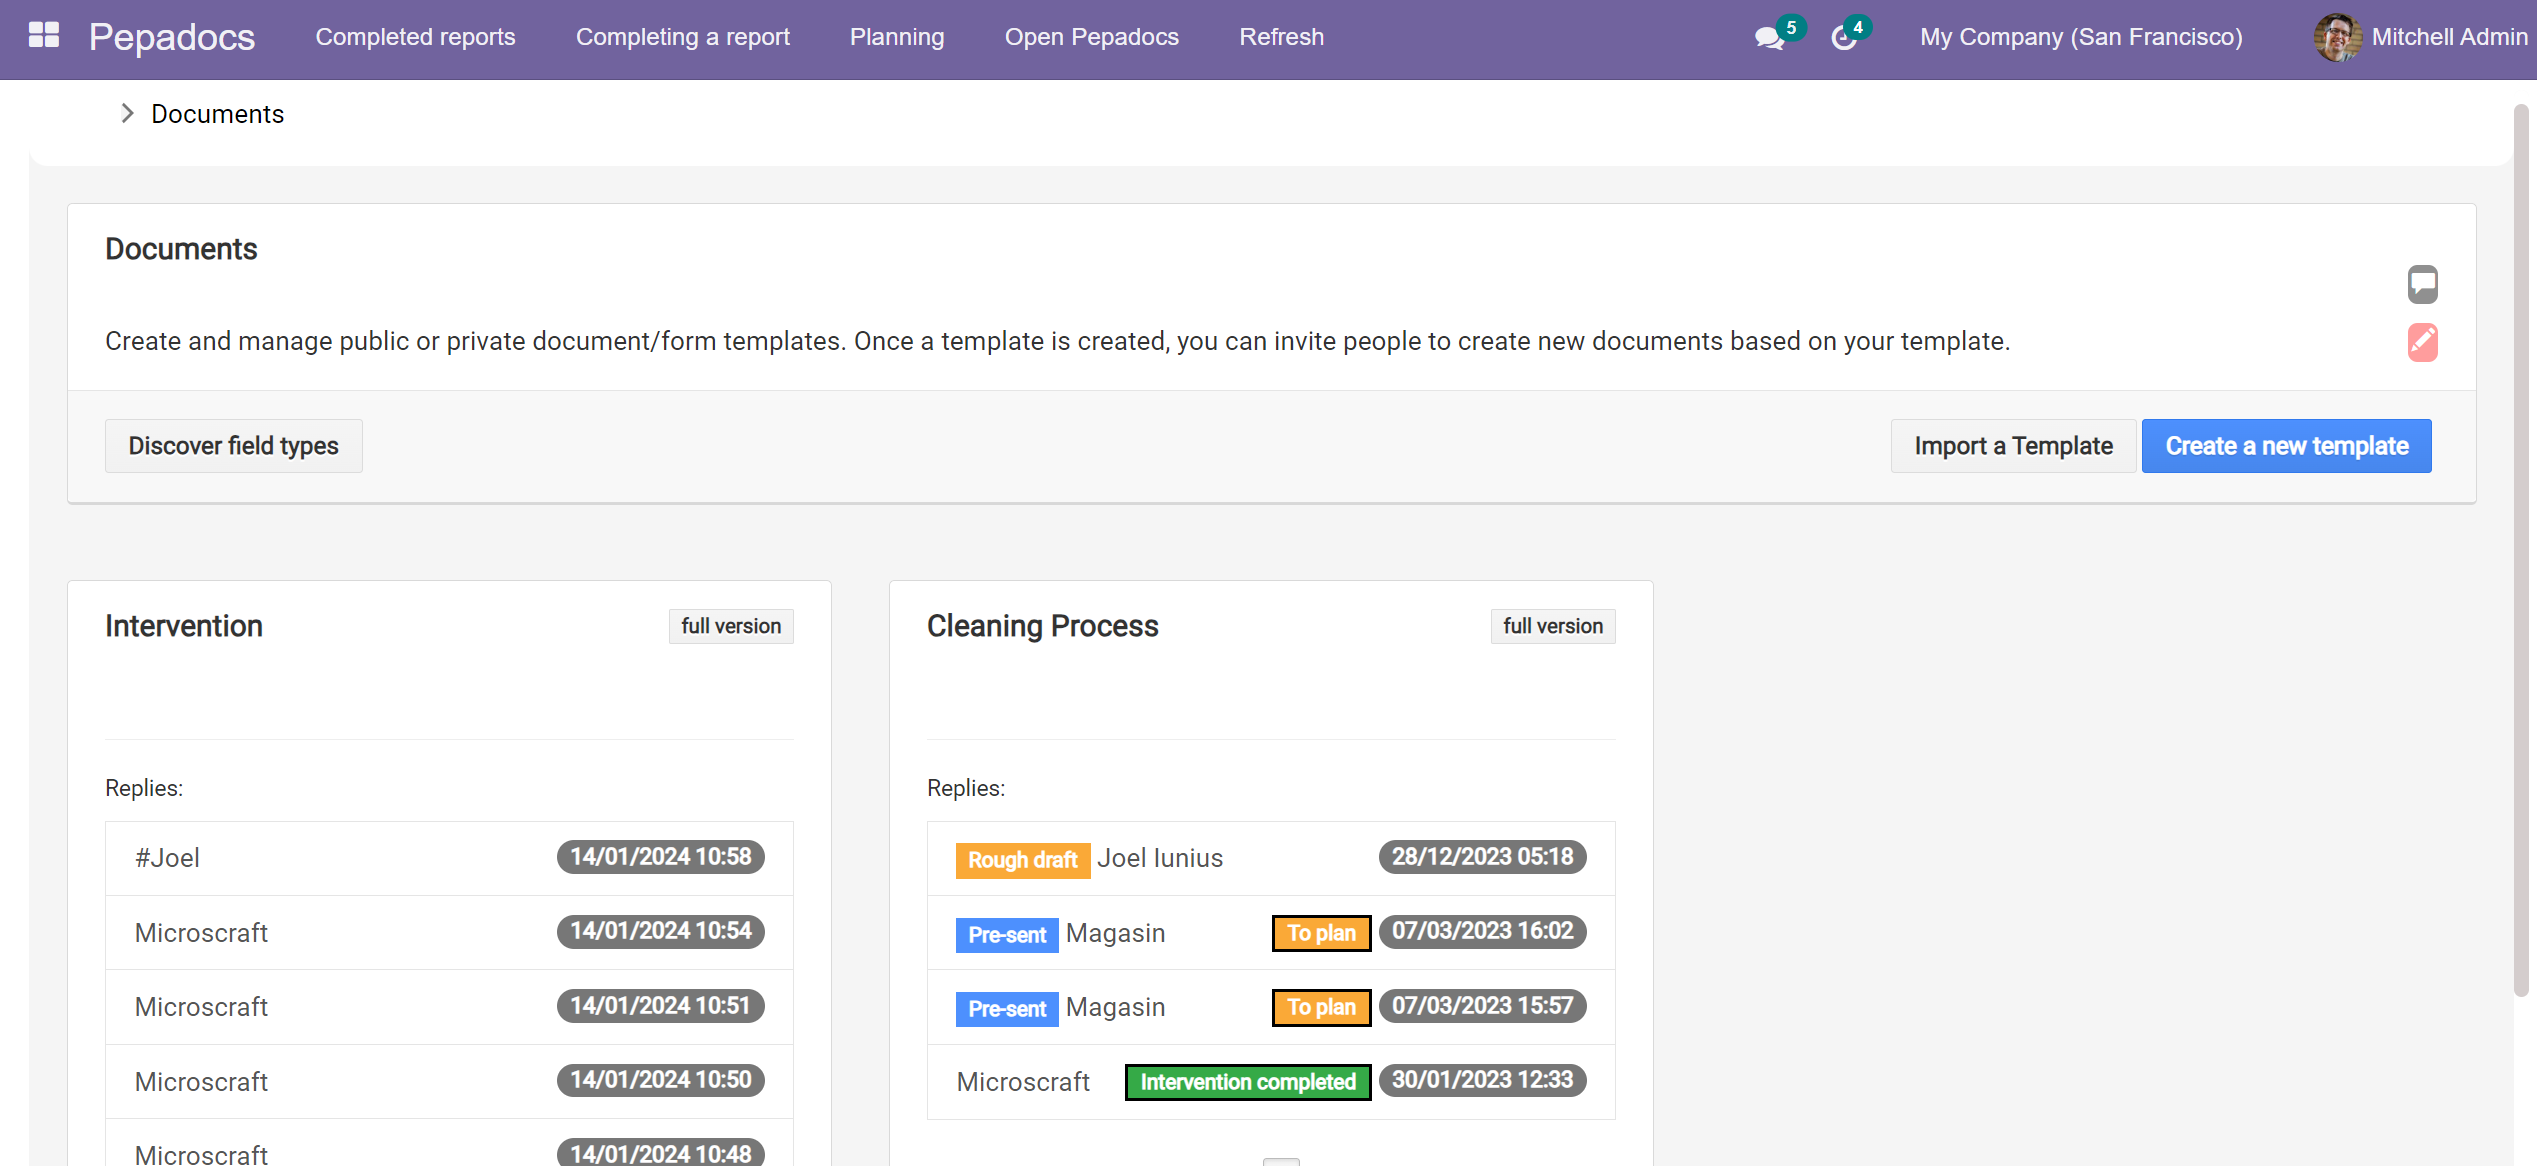 Pepadocs Completed reports Completing a report Planning Open Pepadocs Refresh 5 4 My Company (San Francisco) Mitchell Admin
Documents
Documents
Create and manage public or private document/form templates. Once a template is created, you can invite people to create new documents based on your template.
Discover field types Import a Template Create a new template
Intervention full version
Replies:
#Joel 14/01/2024 10:58
Microscraft 14/01/2024 10:54
Microscraft 14/01/2024 10:51
Microscraft 14/01/2024 10:50
Microscraft 14/01/2024 10:48
Cleaning Process full version
Replies:
Rough draft Joel Iunius 28/12/2023 05:18
Pre-sent Magasin To plan 07/03/2023 16:02
Pre-sent Magasin To plan 07/03/2023 15:57
Microscraft Intervention completed 30/01/2023 12:33